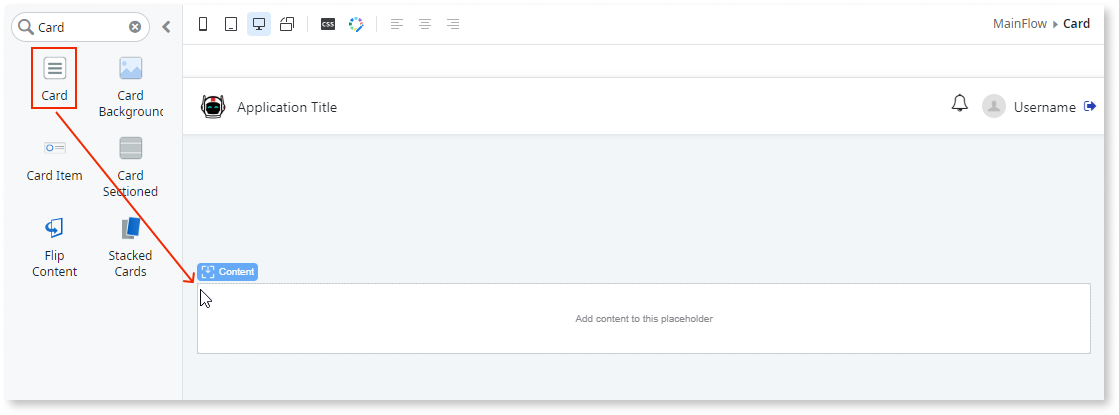 Card
CSS
MainFlow ▸ Card
Card
Card
Background
Application Title
Username
Card Item
Card
Sectioned
Flip
Content
Stacked
Cards
Content
Add content to this placeholder